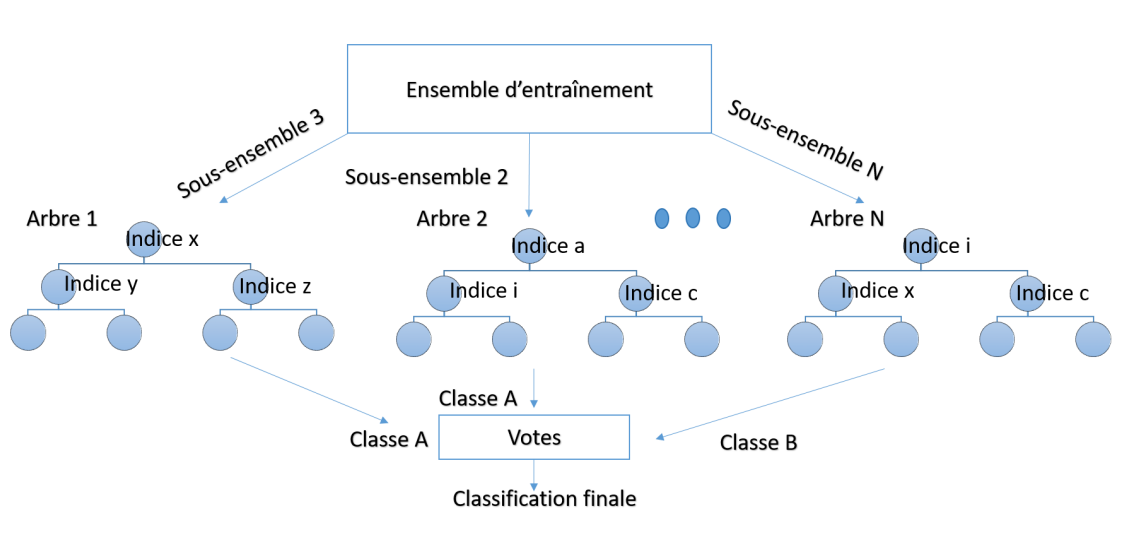 Ensemble d’entraînement
Sous-ensemble 3
Sous-ensemble 2
Sous-ensemble N
Arbre 1
Arbre 2
Arbre N
Indice x
Indice a
Indice i
Indice y
Indice z
Indice i
Indice c
Indice x
Indice c
Classe A
Classe A
Votes
Classe B
Classification finale